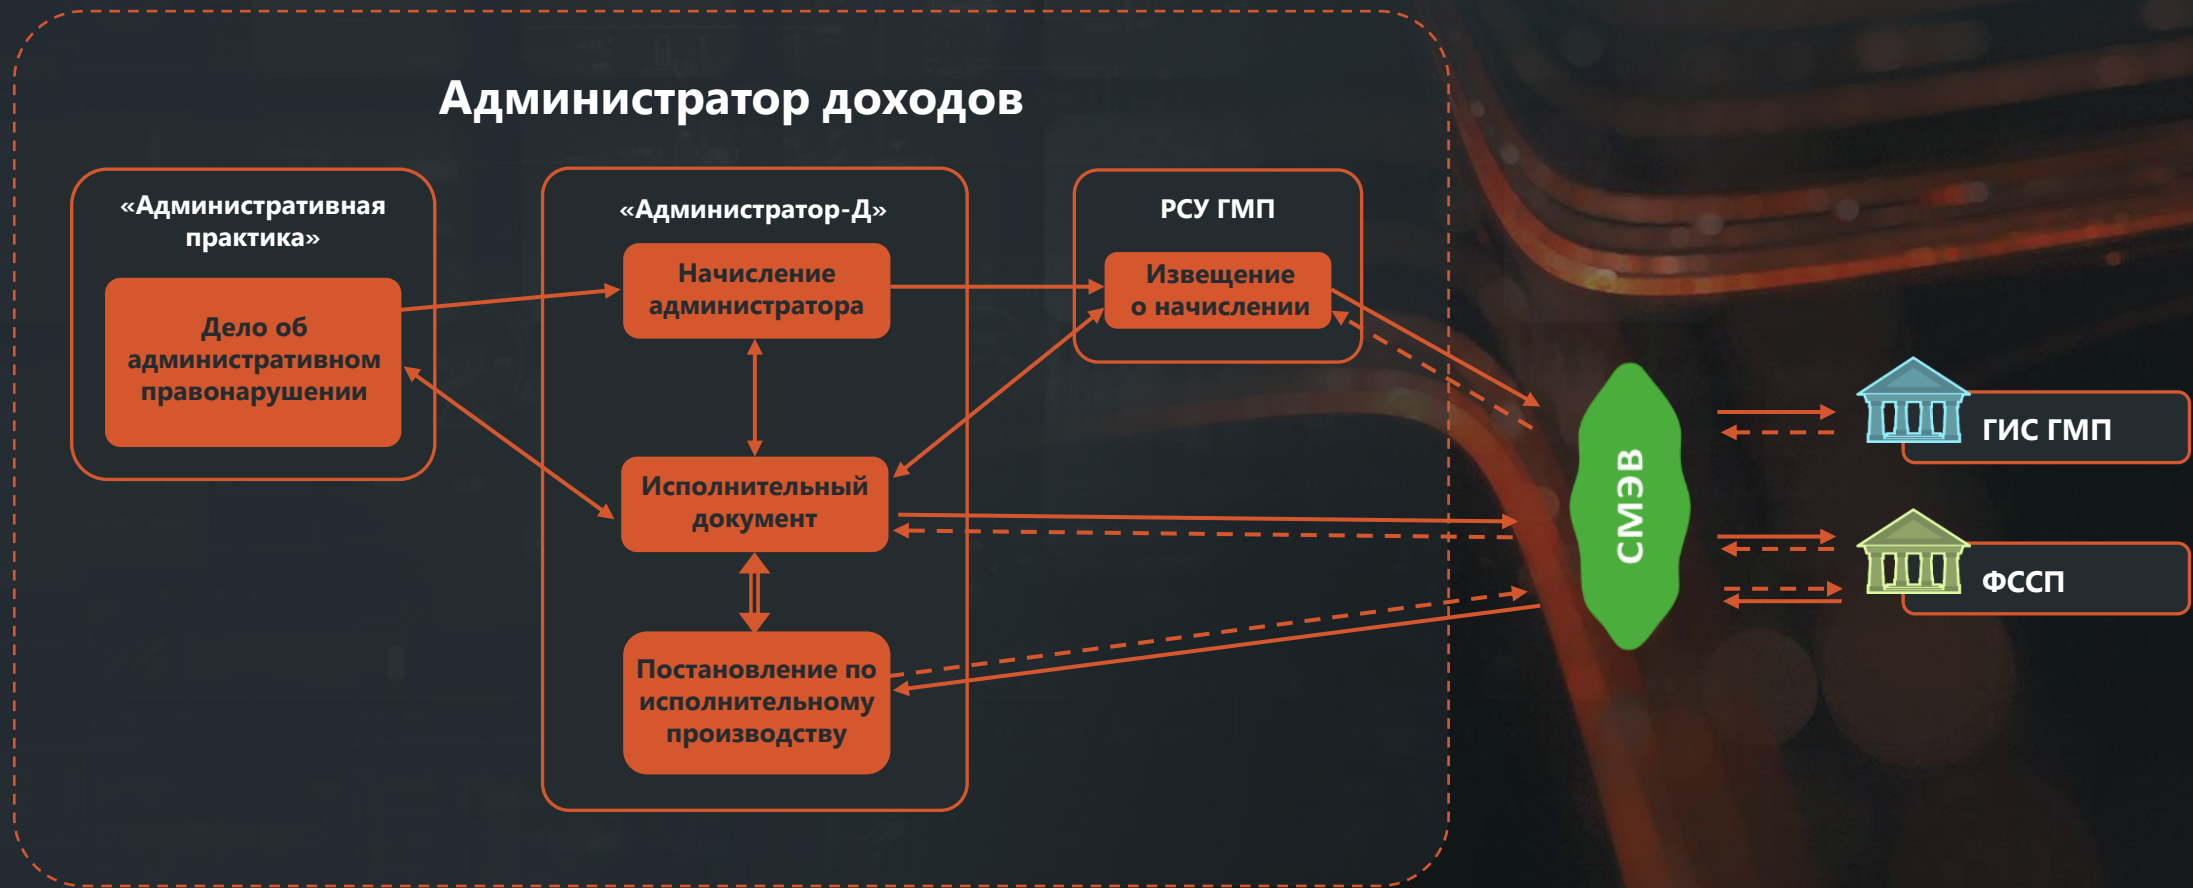 Администратор доходов
«Административная
практика»
Дело об
административном
правонарушении
«Администратор-Д»
Начисление
администратора
Исполнительный
документ
Постановление по
исполнительному
производству
РСУ ГМП
Извещение
о начислении
СМЭВ
ГИС ГМП
ФССП